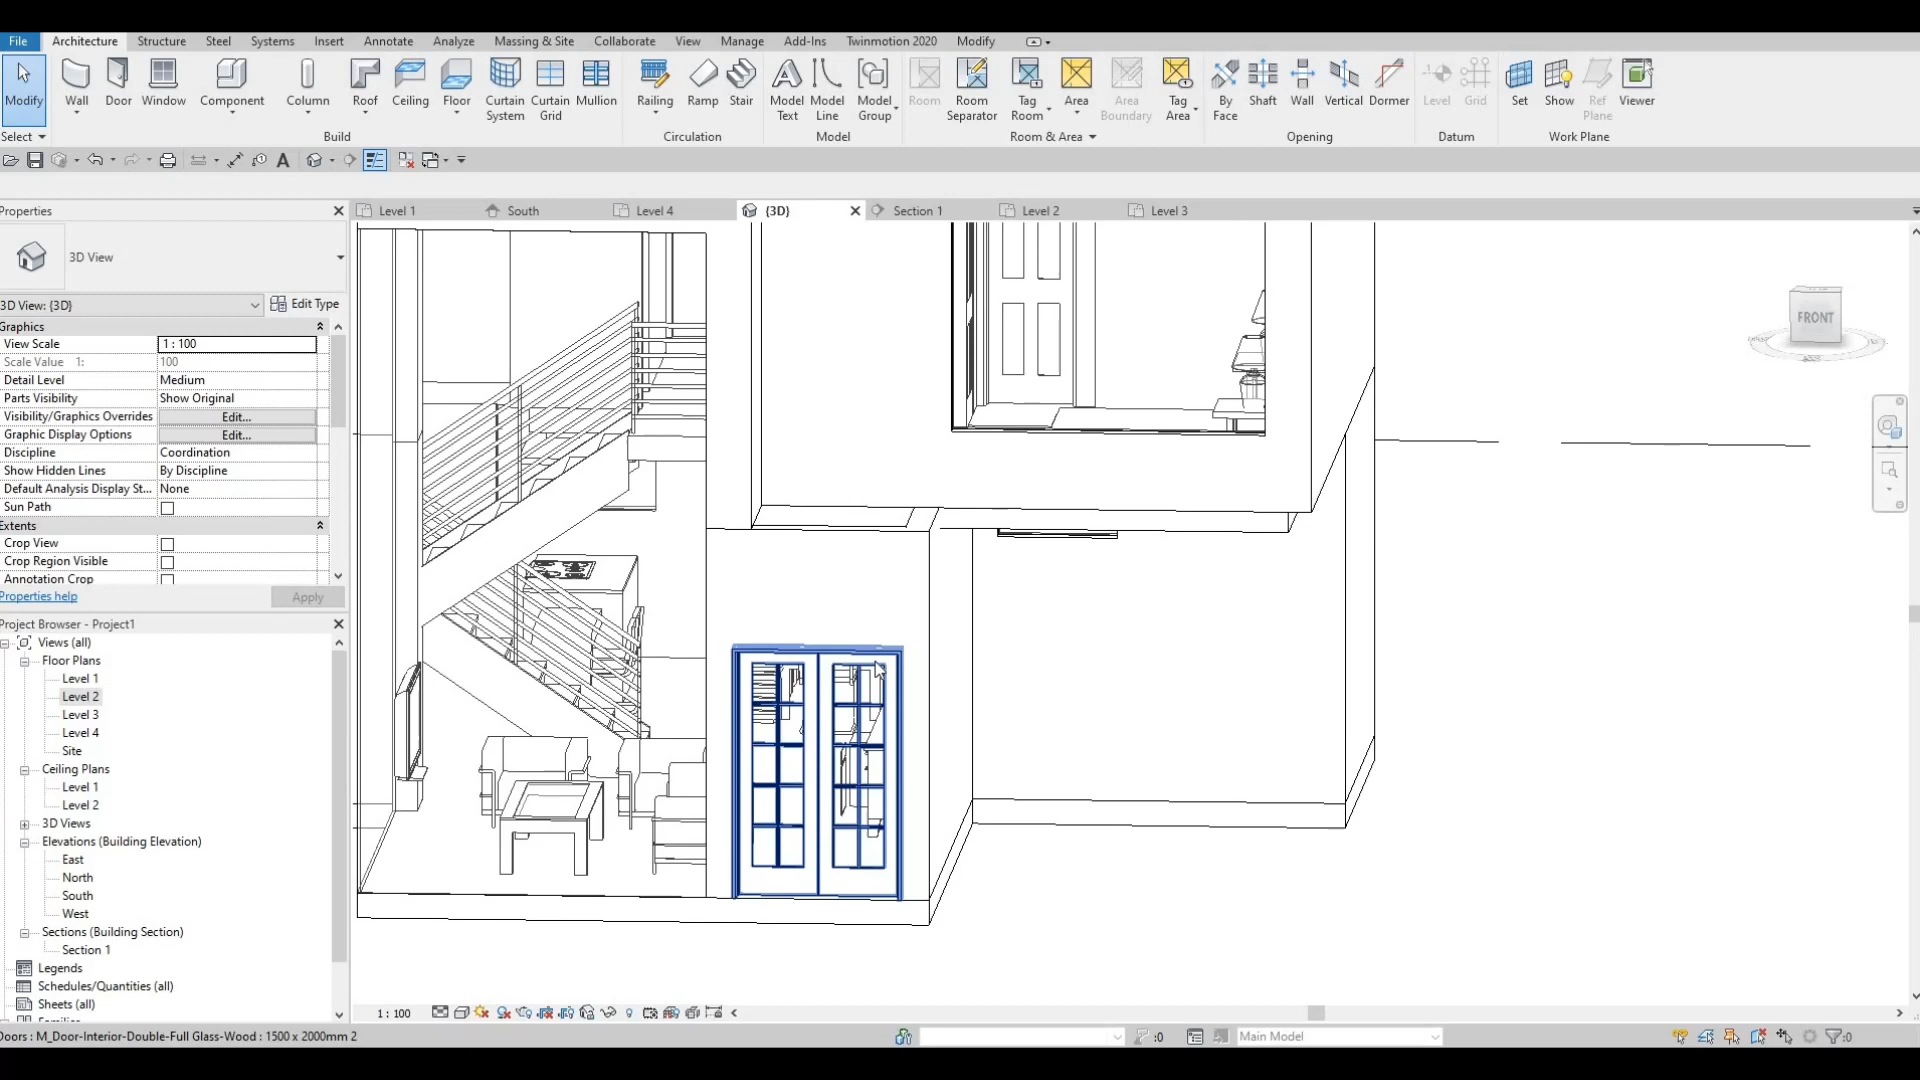 File Architecture Structure Steel Systems Insert Annotate Analyze Massing & Site Collaborate View Manage Add-Ins Twinmotion 2020 Modify
Modify Wall Door Window Component Column Roof Ceiling Floor Curtain System Curtain Grid Mullion Railing Ramp Stair Model Text Model Line Model Group Room Room Separator Tag Room Area Area Boundary Tag Area By Face Shaft Wall Vertical Dormer Level Grid Set Show Ref Plane Viewer
Select Build Circulation Model Room & Area Opening Datum Work Plane
Properties
Level 1 South Level 4 {3D} Section 1 Level 2 Level 3
3D View
3D View: {3D} Edit Type
Graphics
View Scale 1 : 100
Scale Value 1: 100
Detail Level Medium
Parts Visibility Show Original
Visibility/Graphics Overrides Edit...
Graphic Display Options Edit...
Discipline Coordination
Show Hidden Lines By Discipline
Default Analysis Display St... None
Sun Path
Extents
Crop View
Crop Region Visible
Annotation Crop
Properties help Apply
FRONT
Project Browser - Project1
Views (all)
Floor Plans
Level 1
Level 2
Level 3
Level 4
Site
Ceiling Plans
Level 1
Level 2
3D Views
Elevations (Building Elevation)
East
North
South
West
Sections (Building Section)
Section 1
Legends
Schedules/Quantities (all)
Sheets (all)
1 : 100
Doors : M_Door-Interior-Double-Full Glass-Wood : 1500 x 2000mm 2 :0 Main Model :0